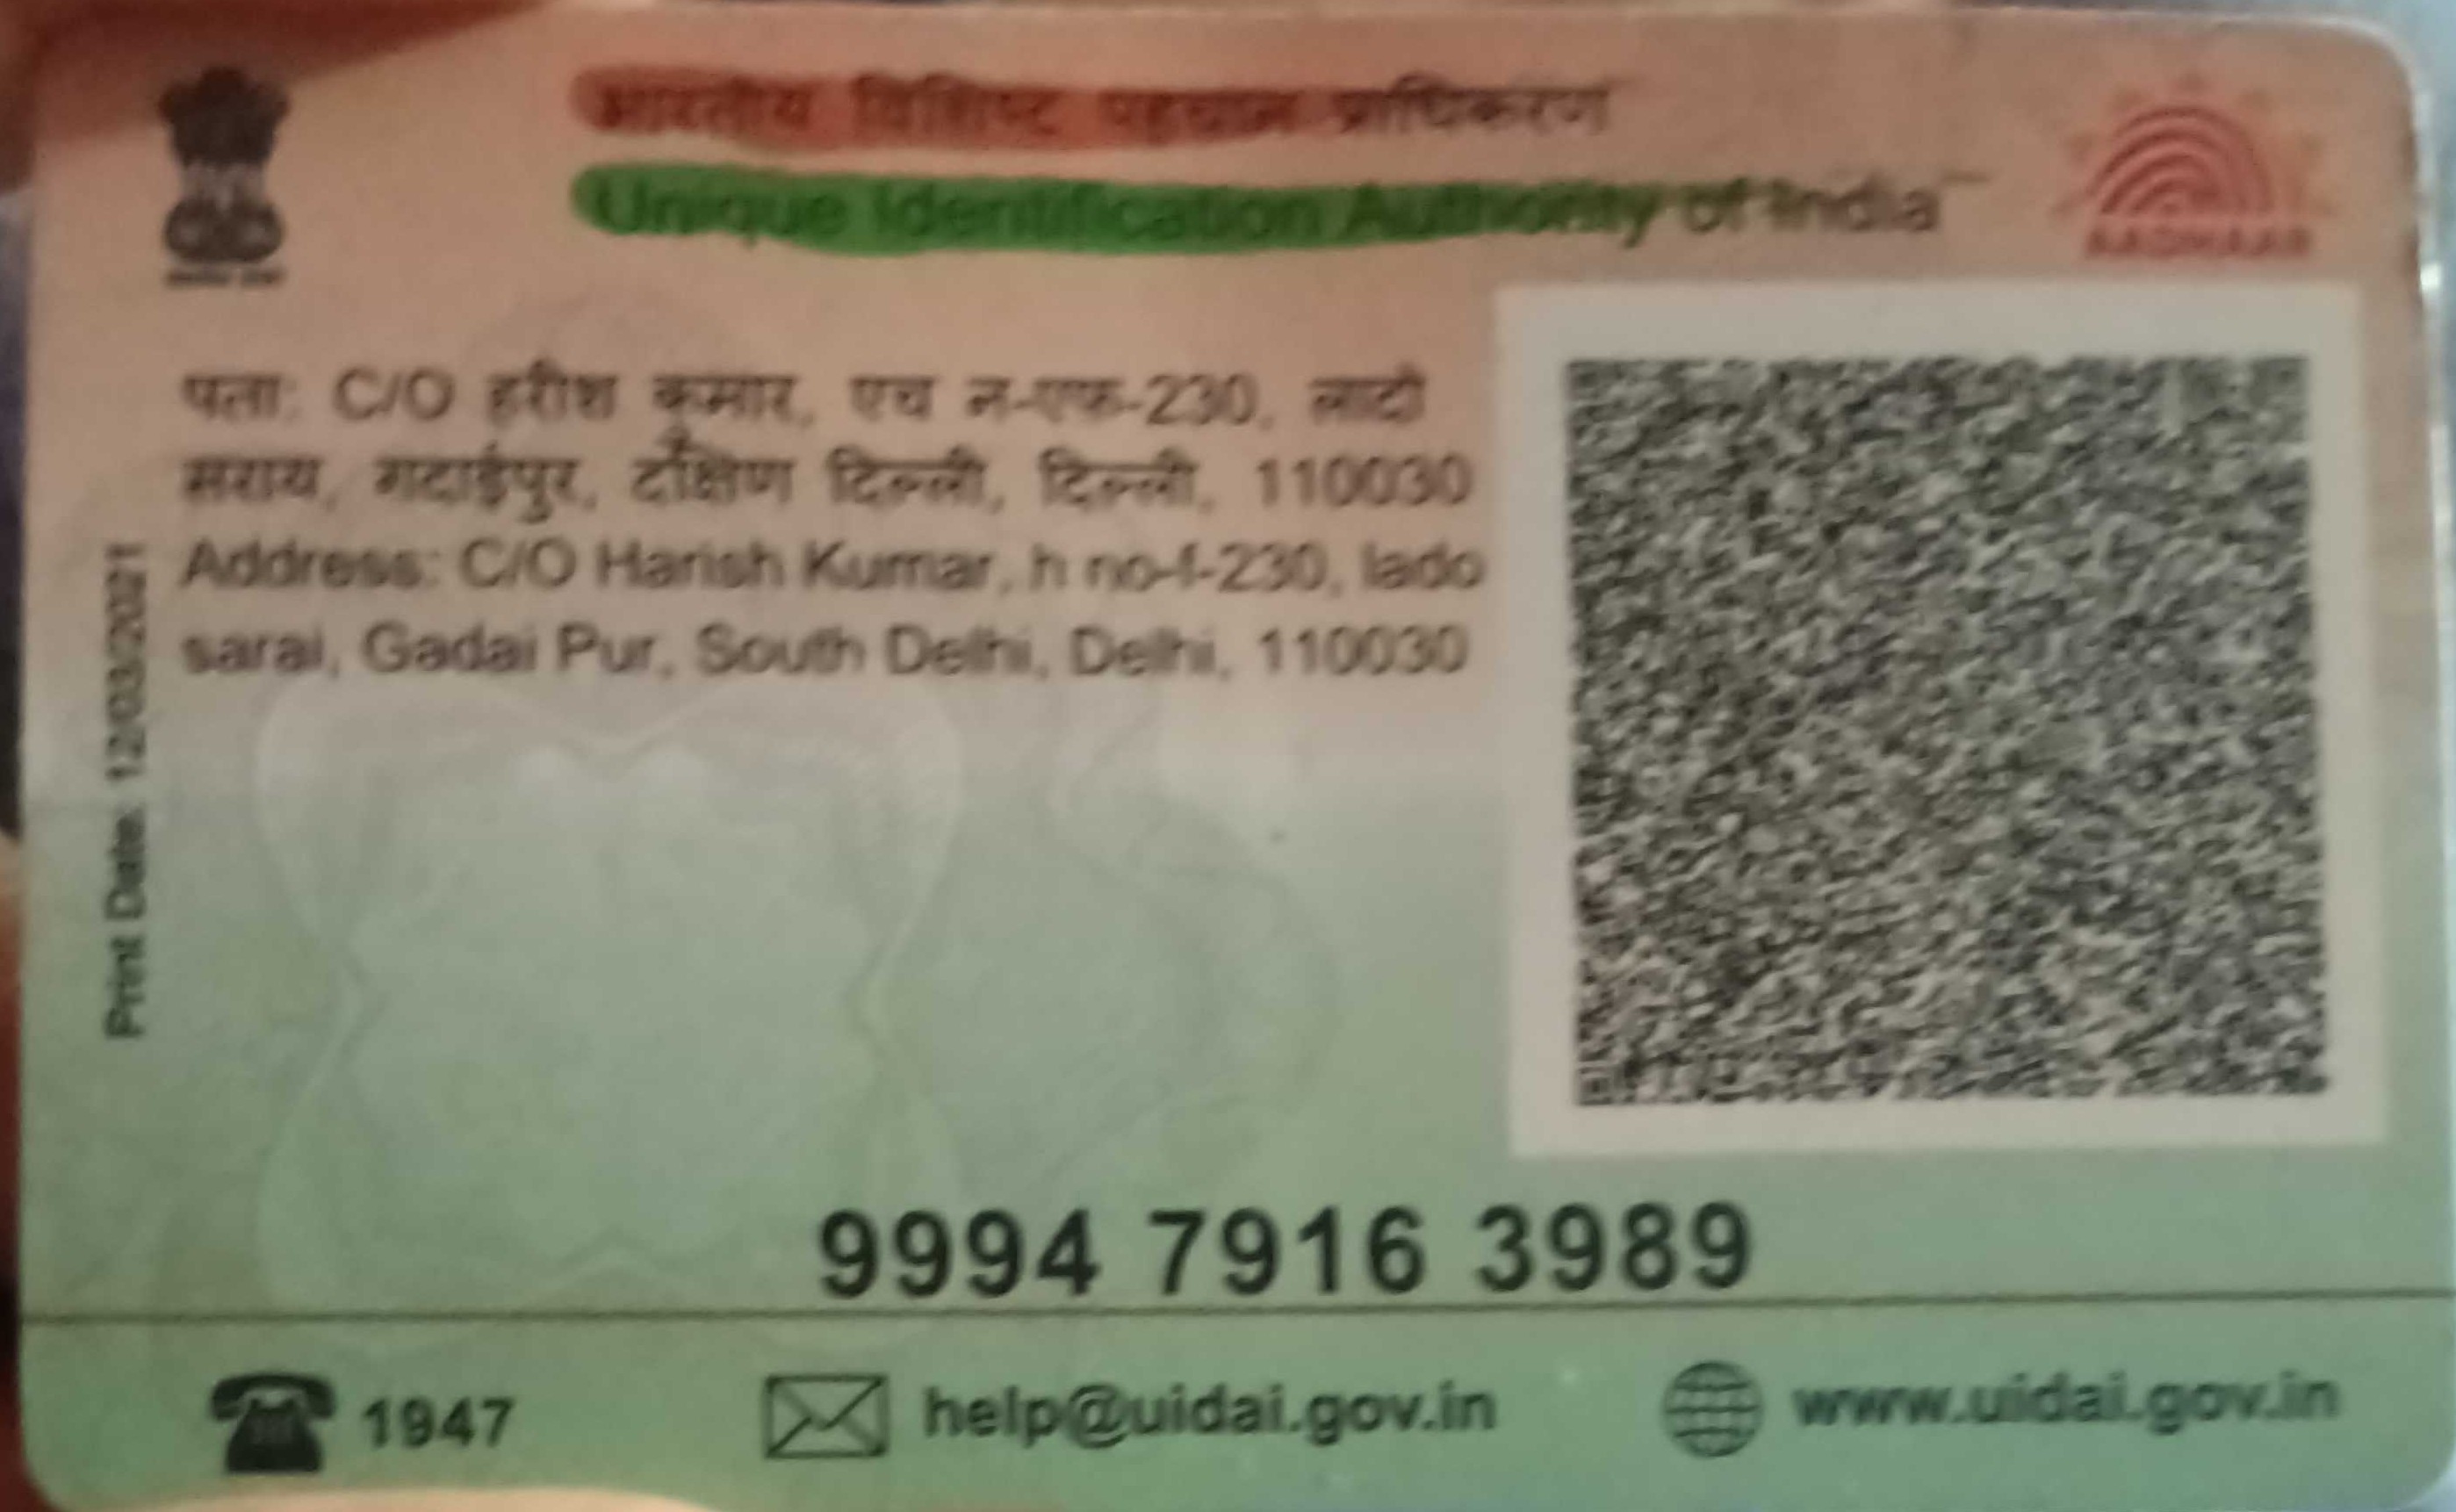 भारतीय विशिष्ट पहचान प्राधिकरण
Unique Identification Authority of India
AADHAAR
पता: C/O हरीश कुमार, एच न-एफ-230, लादो
सराय, गदाईपुर, दक्षिण दिल्ली, दिल्ली, 110030
Address: C/O Harish Kumar, h no-f-230, lado
sarai, Gadai Pur, South Delhi, Delhi, 110030
Print Date: 12/03/2021
9994 7916 3989
1947
help@uidai.gov.in
www.uidai.gov.in